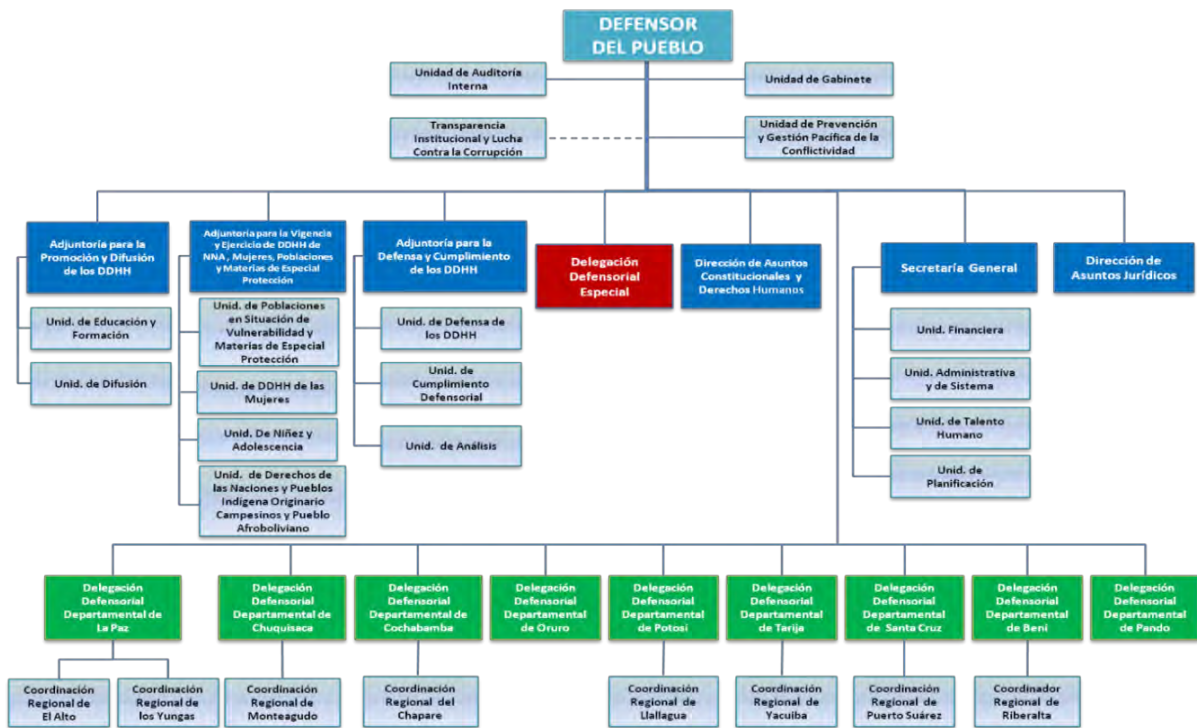 DEFENSOR
DEL PUEBLO
Unidad de Auditoría
Interna
Unidad de Gabinete
Transparencia
Institucional y Lucha
Contra la Corrupción
Unidad de Prevención
y Gestión Pacifica de la
Conflictividad
Adjuntoría para la
Promoción y Difusión
de los DDHH
Adjuntoría para la Vigencia
y Ejercicio de DDHH de
NNA, Mujeres, Poblaciones
y Materias de Especial
Protección
Adjuntoría para la
Defensa y Cumplimiento
de los DDHH
Delegación
Defensorial
Especial
Dirección de Asuntos
Constitucionales y
Derechos Humanos
Secretaría General
Dirección de
Asuntos Jurídicos
Unid. de Educación y
Formación
Unid. de Difusión
Unid. de Poblaciones
en Situación de
Vulnerabilidad y
Materias de Especial
Protección
Unid. de DDHH de las
Mujeres
Unid. De Niñez y
Adolescencia
Unid. de Derechos de
las Naciones y Pueblos
Indígena Originario
Campesinos y Pueblo
Afroboliviano
Unid. de Defensa de
los DDHH
Unid. de
Cumplimiento
Defensorial
Unid. de Análisis
Unid. Financiera
Unid. Administrativa
y de Sistema
Unid. de Talento
Humano
Unid. de
Planificación
Delegación
Defensorial
Departamental de
La Paz
Delegación
Defensorial
Departamental de
Chuquisaca
Delegación
Defensorial
Departamental de
Cochabamba
Delegación
Defensorial
Departamental
de Oruro
Delegación
Defensorial
Departamental
de Potosí
Delegación
Defensorial
Departamental
de Tarija
Delegación
Defensorial
Departamental
de Santa Cruz
Delegación
Defensorial
Departamental
de Beni
Delegación
Defensorial
Departamental
de Pando
Coordinación
Regional de
El Alto
Coordinación
Regional de
los Yungas
Coordinación
Regional de
Monteagudo
Coordinación
Regional del
Chapare
Coordinación
Regional de
Llallagua
Coordinación
Regional de
Yacuiba
Coordinación
Regional de
Puerto Suárez
Coordinador
Regional de
Riberalta